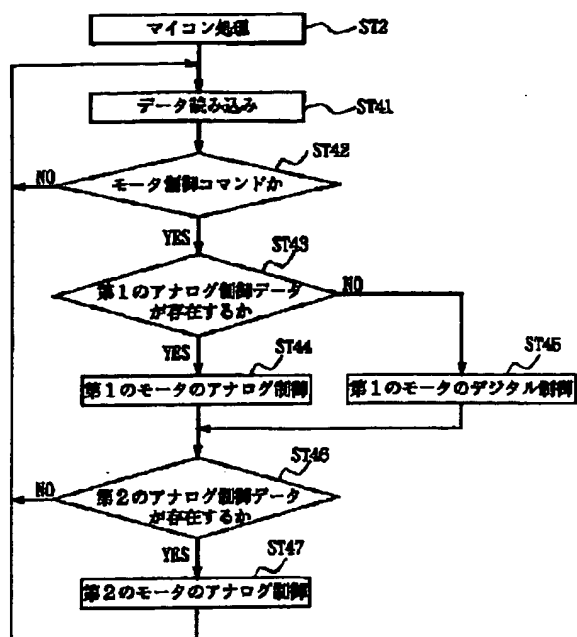 マイコン処理
ST2
データ読み込み
ST41
ST42
モータ制御コマンドか
NO
YES
ST43
第1のアナログ制御データ
が存在するか
NO
YES
ST44
第1のモータのアナログ制御
ST45
第1のモータのデジタル制御
ST46
第2のアナログ制御データ
が存在するか
NO
YES
ST47
第2のモータのアナログ制御